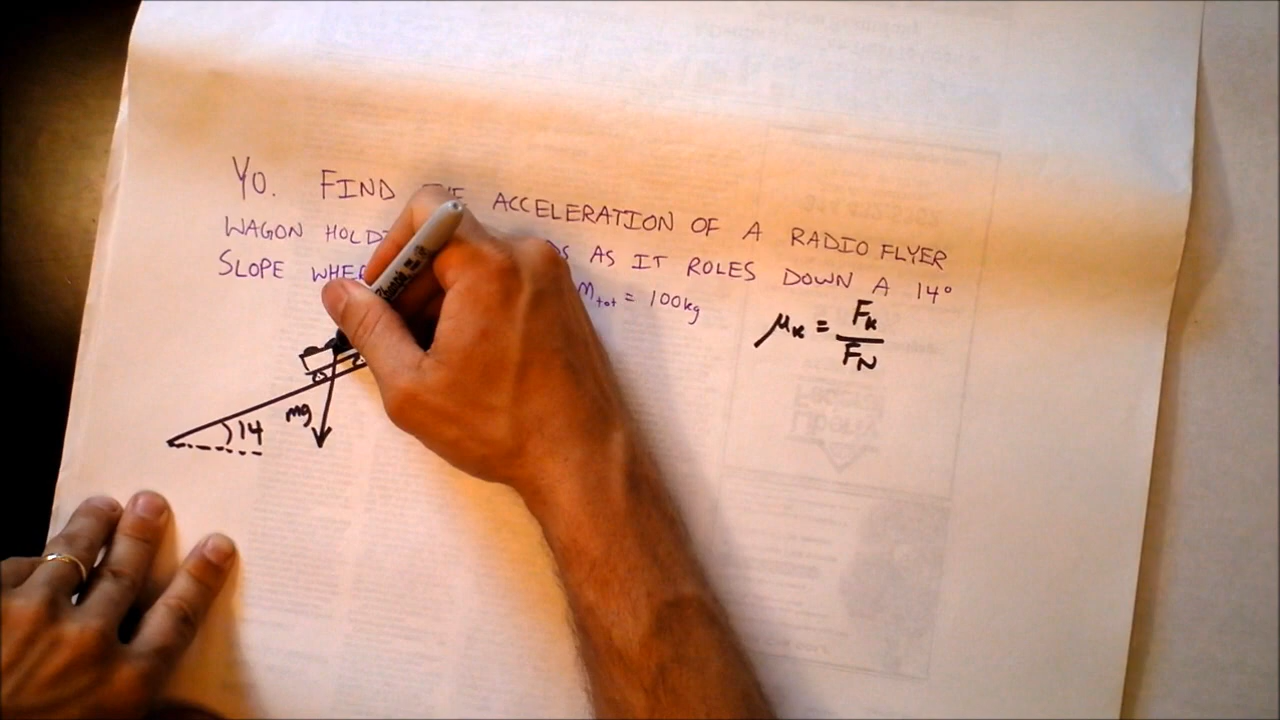 YO. FIND ACCELERATION OF A RADIO FLYER
WAGON AS IT ROLES DOWN A 14°
SLOPE
Mtot = 100kg
μk = Fk / FN
mg
14